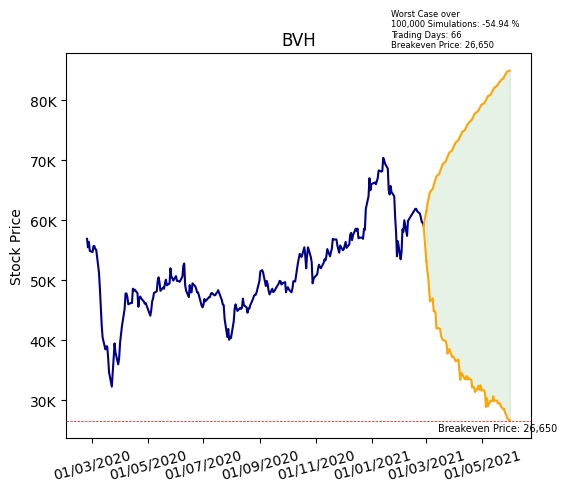 Worst Case over
100,000 Simulations: -54.94 %
Trading Days: 66
Breakeven Price: 26,650
BVH
Stock Price
80K
70K
60K
50K
40K
30K
Breakeven Price: 26,650
01/03/2020
01/05/2020
01/07/2020
01/09/2020
01/11/2020
01/01/2021
01/03/2021
01/05/2021